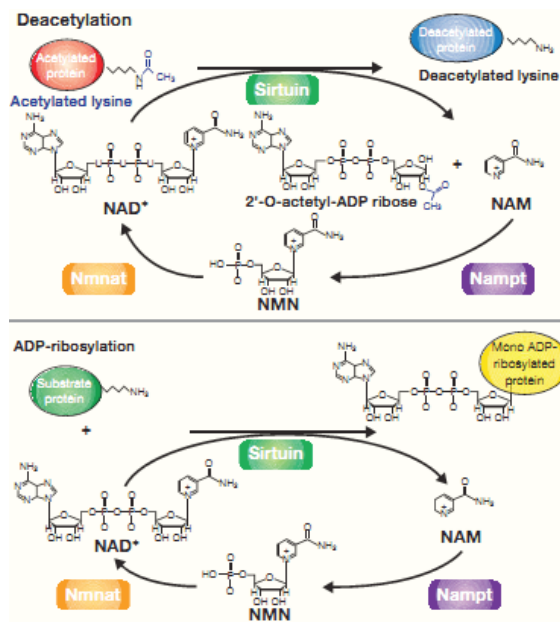 Deacetylation
Acetylated
protein
Acetylated lysine
Sirtuin
Deacetylated
protein
Deacetylated lysine
NAD+
2'-O-actetyl-ADP ribose
+
NAM
Nmnat
NMN
Nampt
ADP-ribosylation
Substrate
protein
+
Sirtuin
Mono ADP-
ribosylated
protein
NAD+
NAM
Nmnat
NMN
Nampt